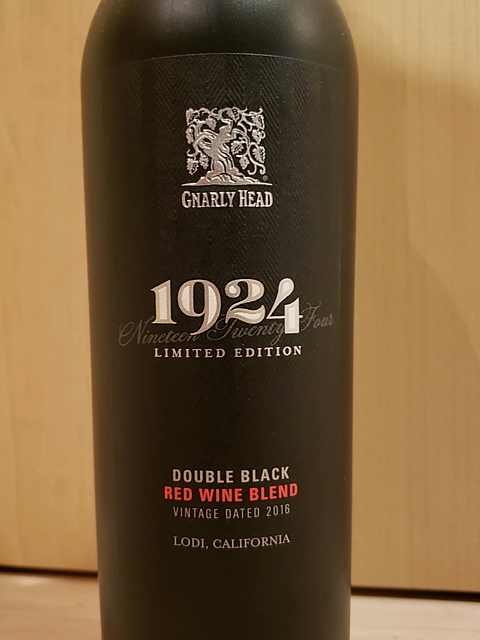 GNARLY HEAD
1924
Nineteen Twenty Four
LIMITED EDITION
DOUBLE BLACK
RED WINE BLEND
VINTAGE DATED 2016
LODI, CALIFORNIA